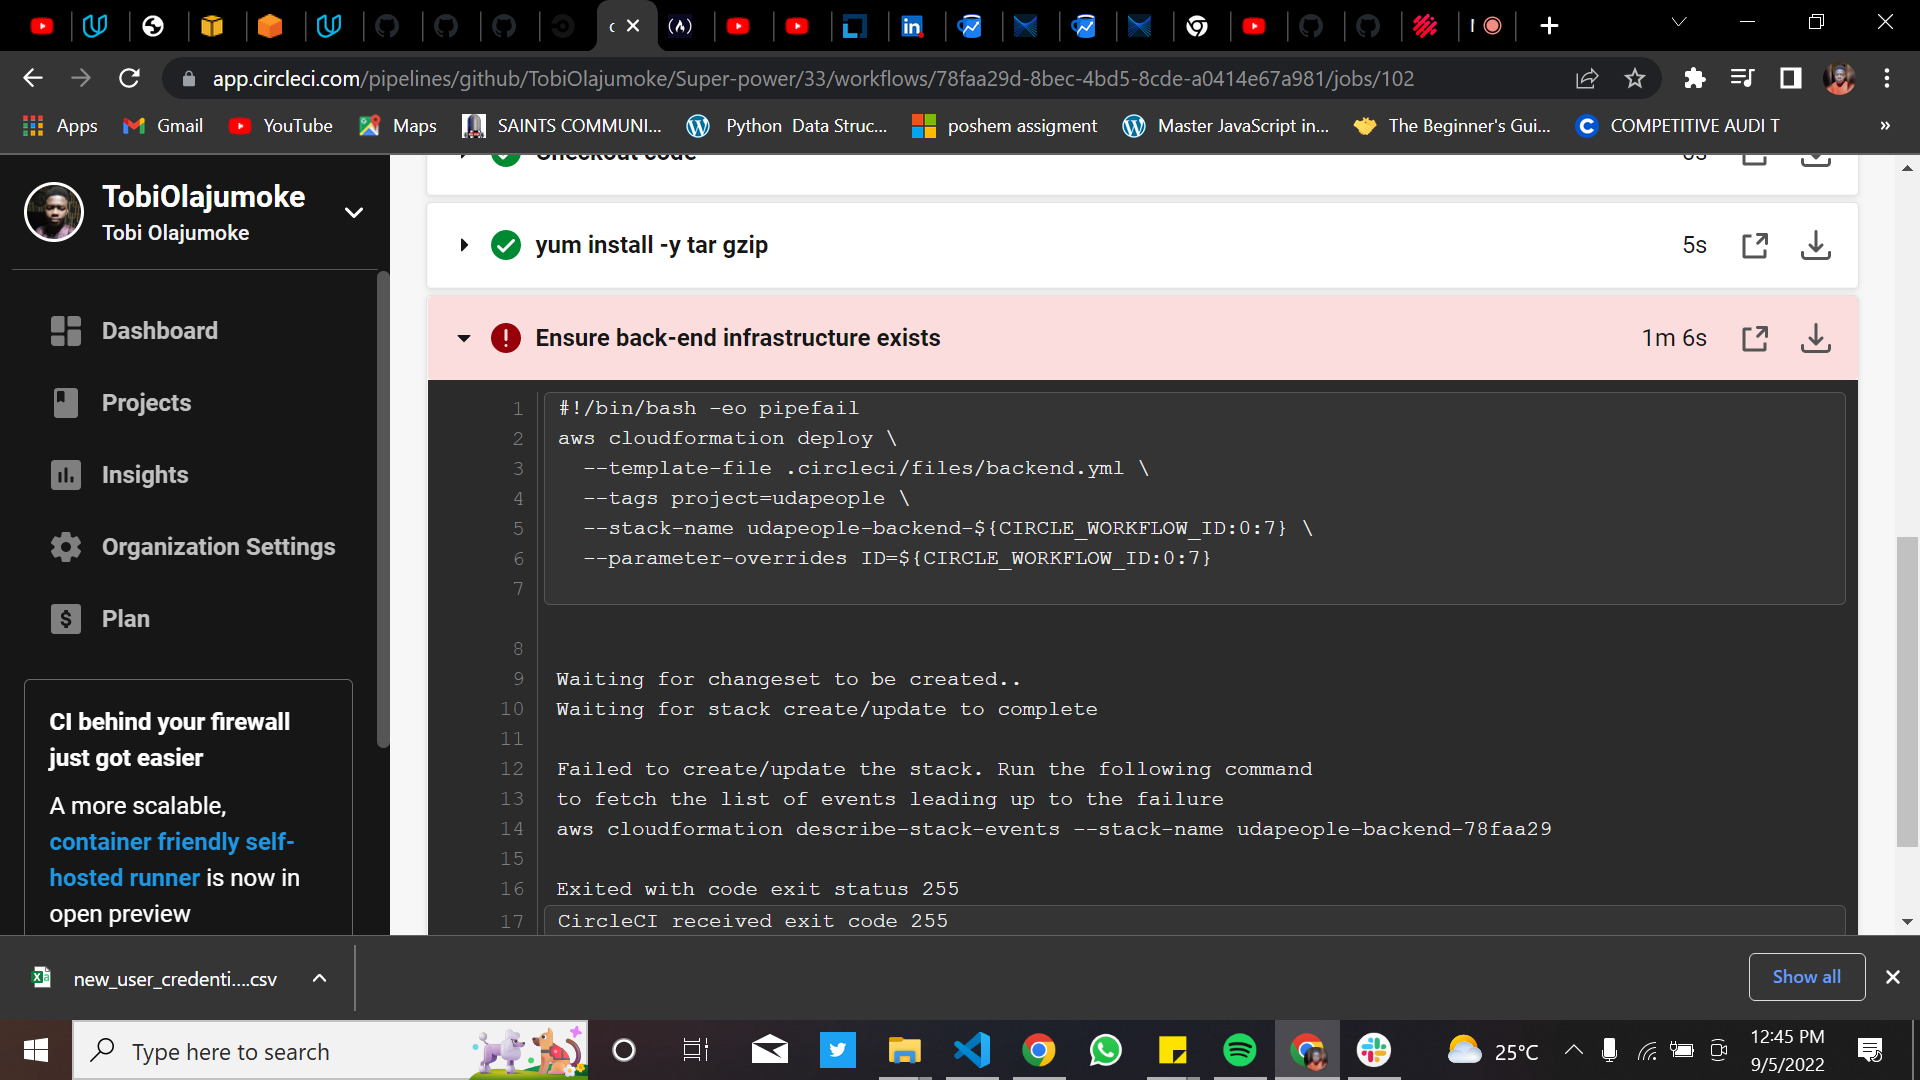 app.circleci.com/pipelines/github/TobiOlajumoke/Super-power/33/workflows/78faa29d-8bec-4bd5-8cde-a0414e67a981/jobs/102
Apps
Gmail
YouTube
Maps
SAINTS COMMUNI...
Python Data Struc...
poshem assigment
Master JavaScript in...
The Beginner's Gui...
COMPETITIVE AUDI T
»
TobiOlajumoke
Tobi Olajumoke
Dashboard
Projects
Insights
Organization Settings
Plan
CI behind your firewall
just got easier
A more scalable,
container friendly self-
hosted runner is now in
open preview
Checkout code
yum install -y tar gzip 5s
Ensure back-end infrastructure exists 1m 6s
1 #!/bin/bash -eo pipefail
2 aws cloudformation deploy \
3 --template-file .circleci/files/backend.yml \
4 --tags project=udapeople \
5 --stack-name udapeople-backend-${CIRCLE_WORKFLOW_ID:0:7} \
6 --parameter-overrides ID=${CIRCLE_WORKFLOW_ID:0:7}
7
8
9 Waiting for changeset to be created..
10 Waiting for stack create/update to complete
11
12 Failed to create/update the stack. Run the following command
13 to fetch the list of events leading up to the failure
14 aws cloudformation describe-stack-events --stack-name udapeople-backend-78faa29
15
16 Exited with code exit status 255
17 CircleCI received exit code 255
new_user_credenti....csv
Show all
Type here to search
25°C
12:45 PM
9/5/2022